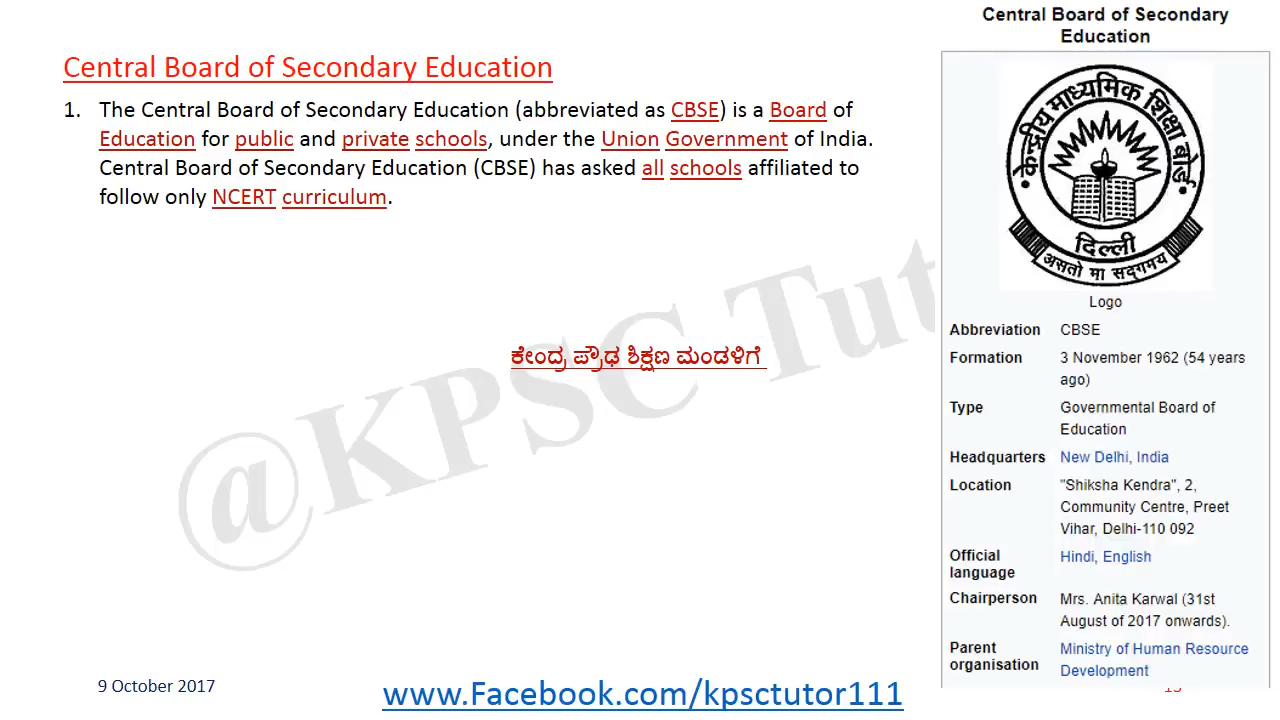 Central Board of Secondary Education
1. The Central Board of Secondary Education (abbreviated as CBSE) is a Board of
Education for public and private schools, under the Union Government of India.
Central Board of Secondary Education (CBSE) has asked all schools affiliated to
follow only NCERT curriculum.
@KPSC Tut
ಕೇಂದ್ರ ಪ್ರೌಢ ಶಿಕ್ಷಣ ಮಂಡಳಿಗೆ
9 October 2017
www.Facebook.com/kpsctutor111
Central Board of Secondary
Education
केन्द्रीय माध्यमिक शिक्षा बोर्ड
दिल्ली
असतो मा सद्गमय
Logo
Abbreviation CBSE
Formation 3 November 1962 (54 years
ago)
Type Governmental Board of
Education
Headquarters New Delhi, India
Location "Shiksha Kendra", 2,
Community Centre, Preet
Vihar, Delhi-110 092
Official Hindi, English
language
Chairperson Mrs. Anita Karwal (31st
August of 2017 onwards).
Parent Ministry of Human Resource
organisation Development